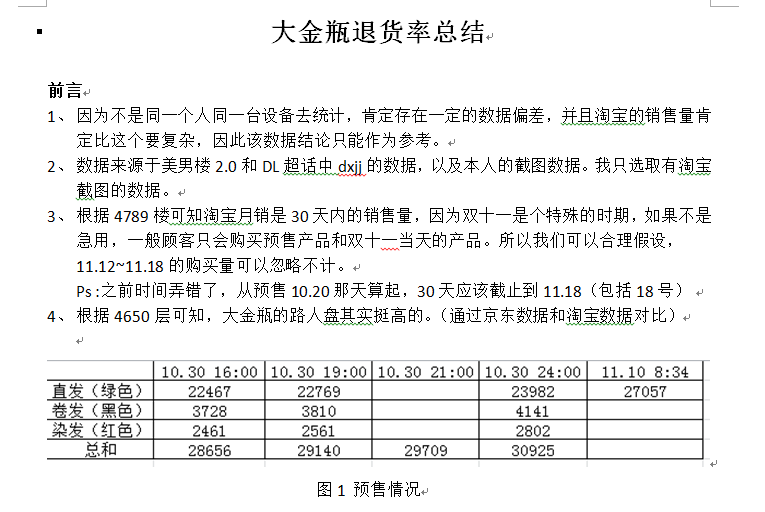 大金瓶退货率总结
前言
1、 因为不是同一个人同一台设备去统计，肯定存在一定的数据偏差，并且淘宝的销售量肯
定比这个要复杂，因此该数据结论只能作为参考。
2、 数据来源于美男楼 2.0 和 DL 超话中 dxjj 的数据，以及本人的截图数据。我只选取有淘宝
截图的数据。
3、 根据 4789 楼可知淘宝月销是 30 天内的销售量，因为双十一是个特殊的时期，如果不是
急用，一般顾客只会购买预售产品和双十一当天的产品。所以我们可以合理假设，
11.12~11.18 的购买量可以忽略不计。
Ps :之前时间弄错了，从预售 10.20 那天算起，30 天应该截止到 11.18（包括 18 号）
4、 根据 4650 层可知，大金瓶的路人盘其实挺高的。（通过京东数据和淘宝数据对比）
10.30 16:00 10.30 19:00 10.30 21:00 10.30 24:00 11.10 8:34
直发（绿色） 22467 22769 23982 27057
卷发（黑色） 3728 3810 4141
染发（红色） 2461 2561 2802
总和 28656 29140 29709 30925
图 1 预售情况